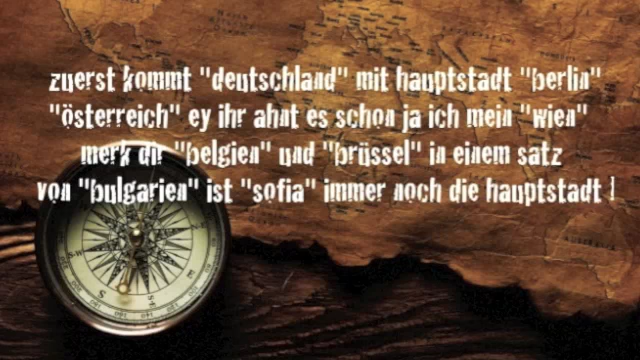 zuerst kommt "deutschland" mit hauptstadt "berlin"
"österreich" ey ihr ahnt es schon ja ich mein "wien"
merk dir "belgien" und "brüssel" in einem satz
von "bulgarien" ist "sofia" immer noch die hauptstadt !